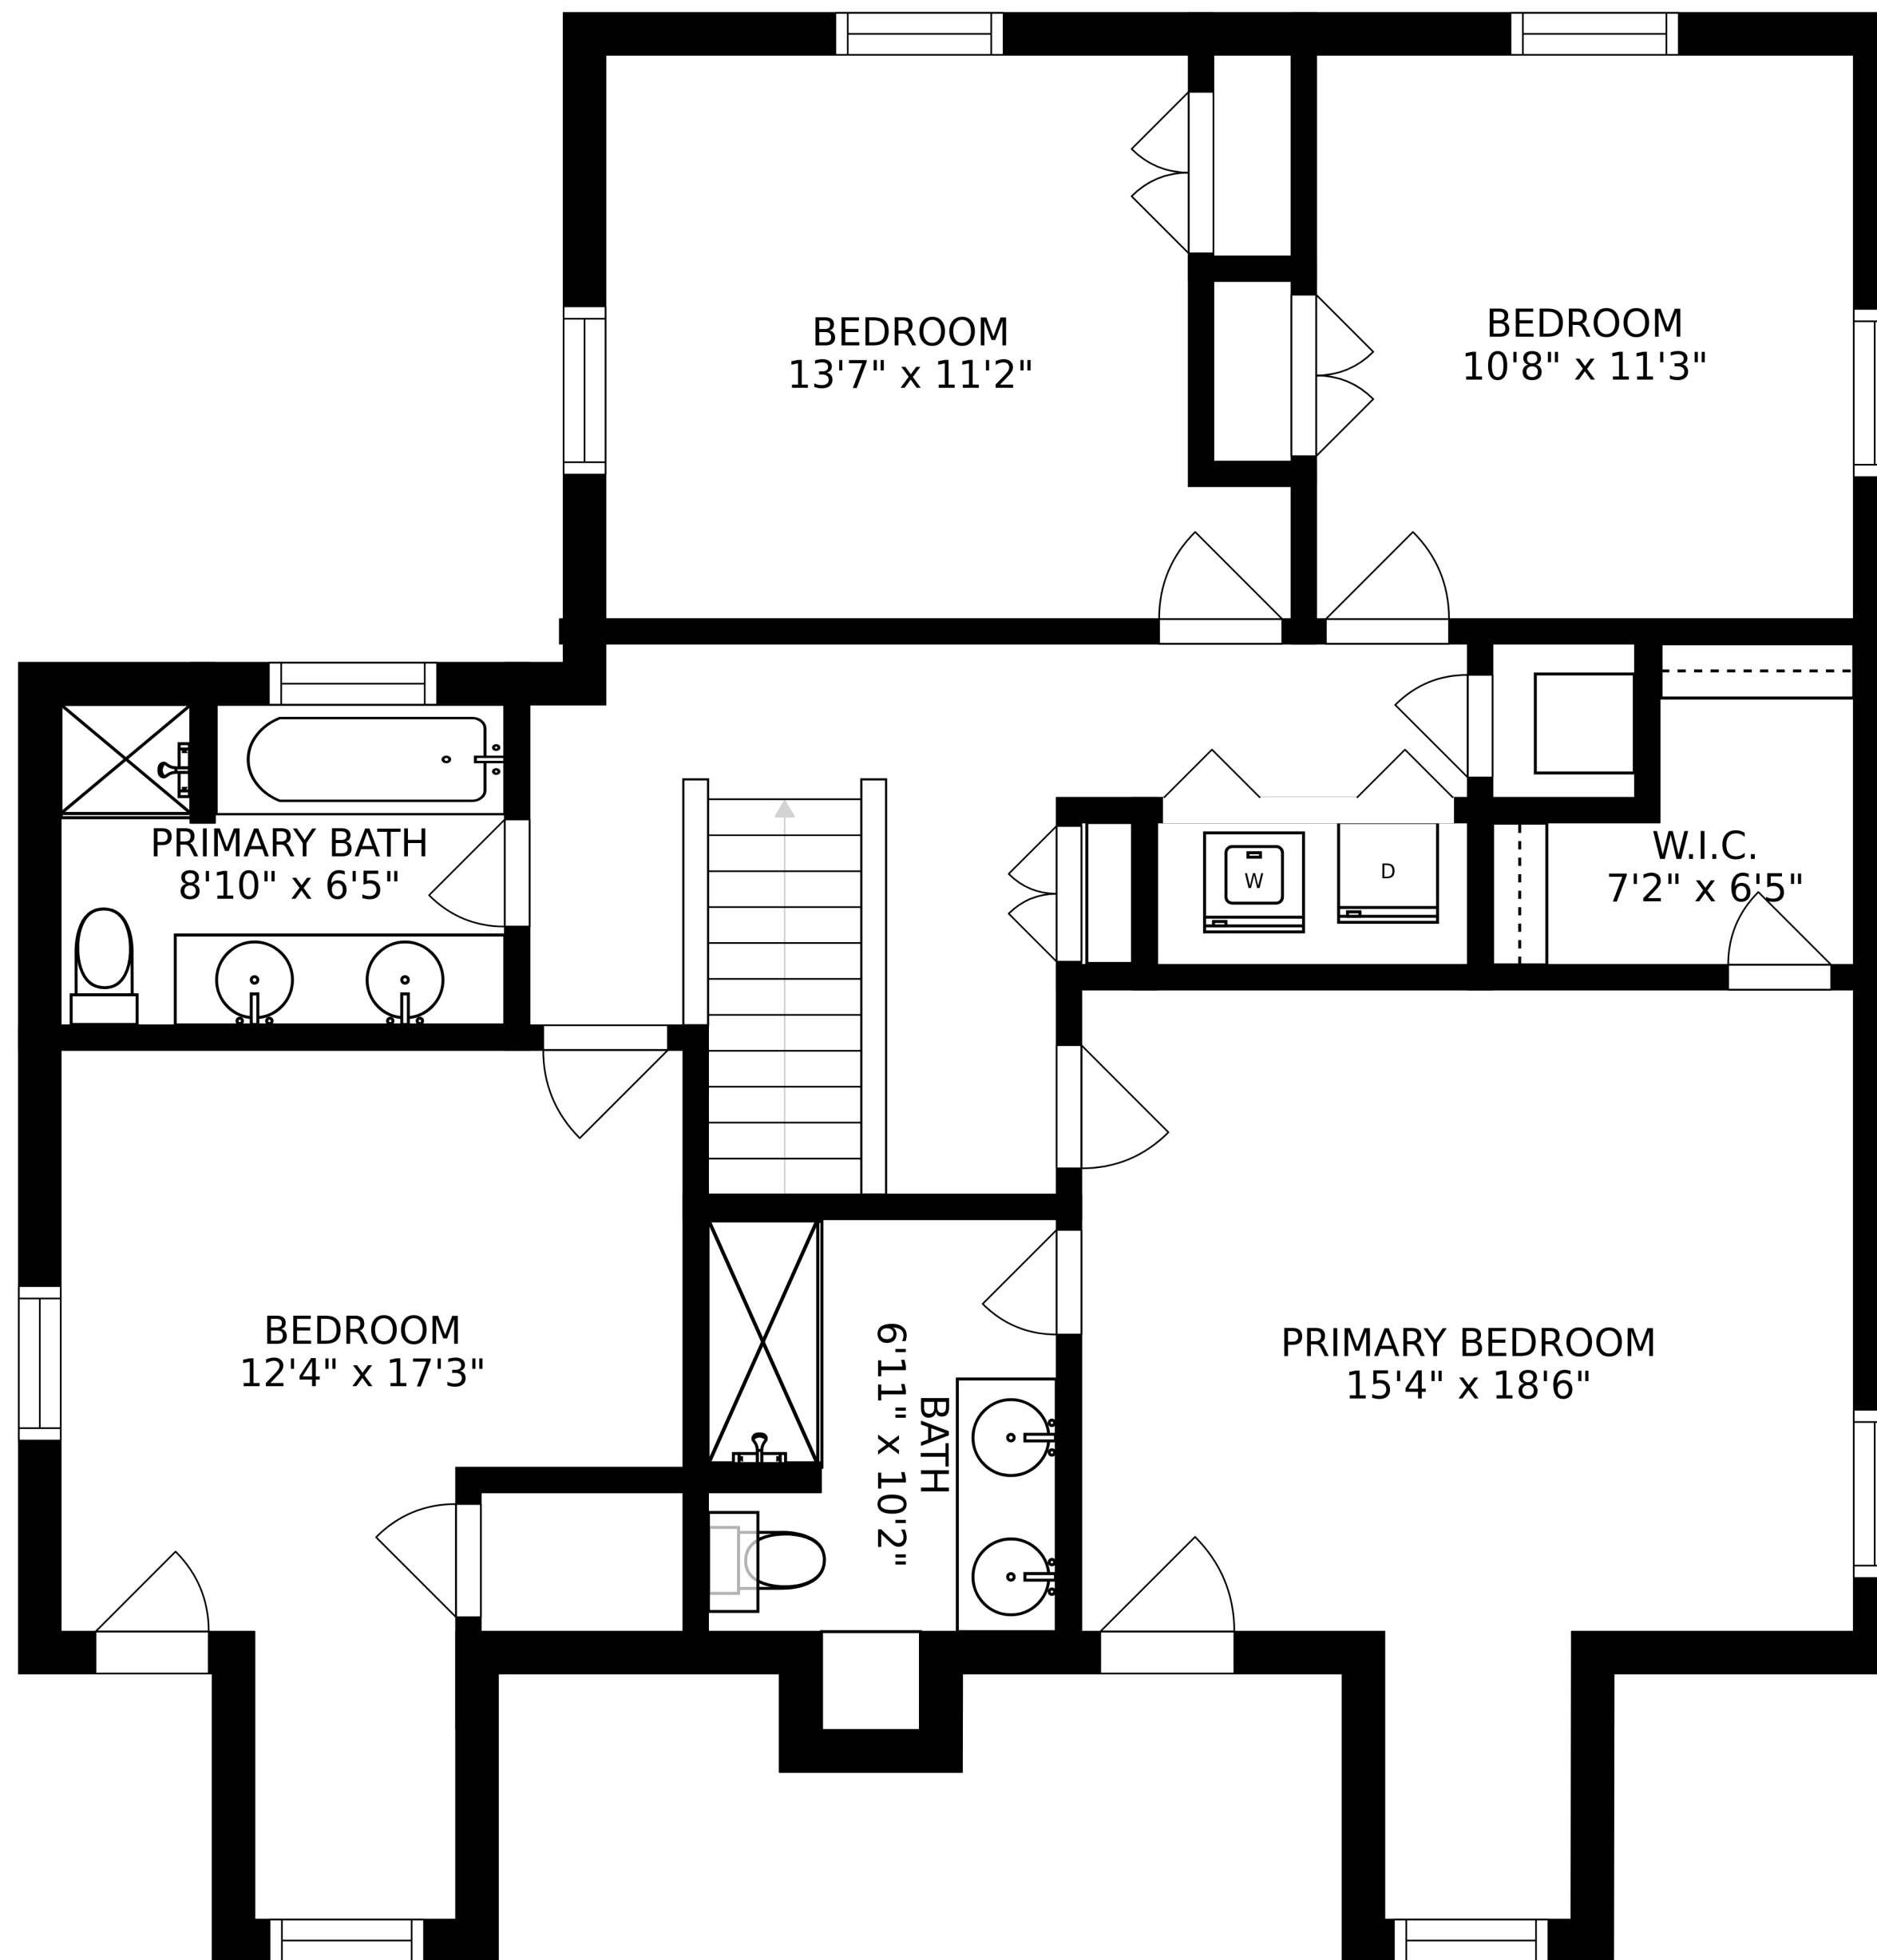 BEDROOM
13'7" x 11'2"
BEDROOM
10'8" x 11'3"
PRIMARY BATH
8'10" x 6'5"
W
D
W.I.C.
7'2" x 6'5"
BEDROOM
12'4" x 17'3"
BATH
6'11" x 10'2"
PRIMARY BEDROOM
15'4" x 18'6"